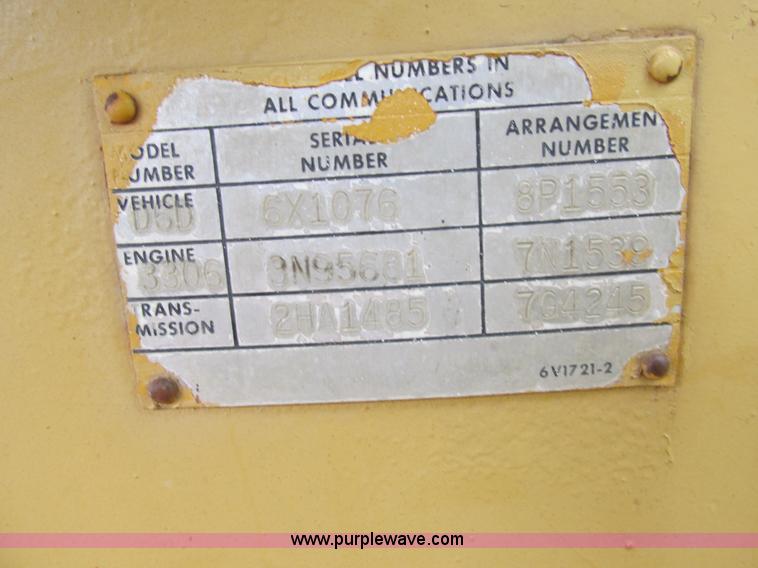 NUMBERS IN
ALL COMMUNICATIONS
MODEL NUMBER SERIAL NUMBER ARRANGEMENT NUMBER
VEHICLE D6D 6X1076 8P1553
ENGINE 3306 3N95681 7N1539
TRANS-MISSION 2HA1485 7G4245
6V1721-2
www.purplewave.com